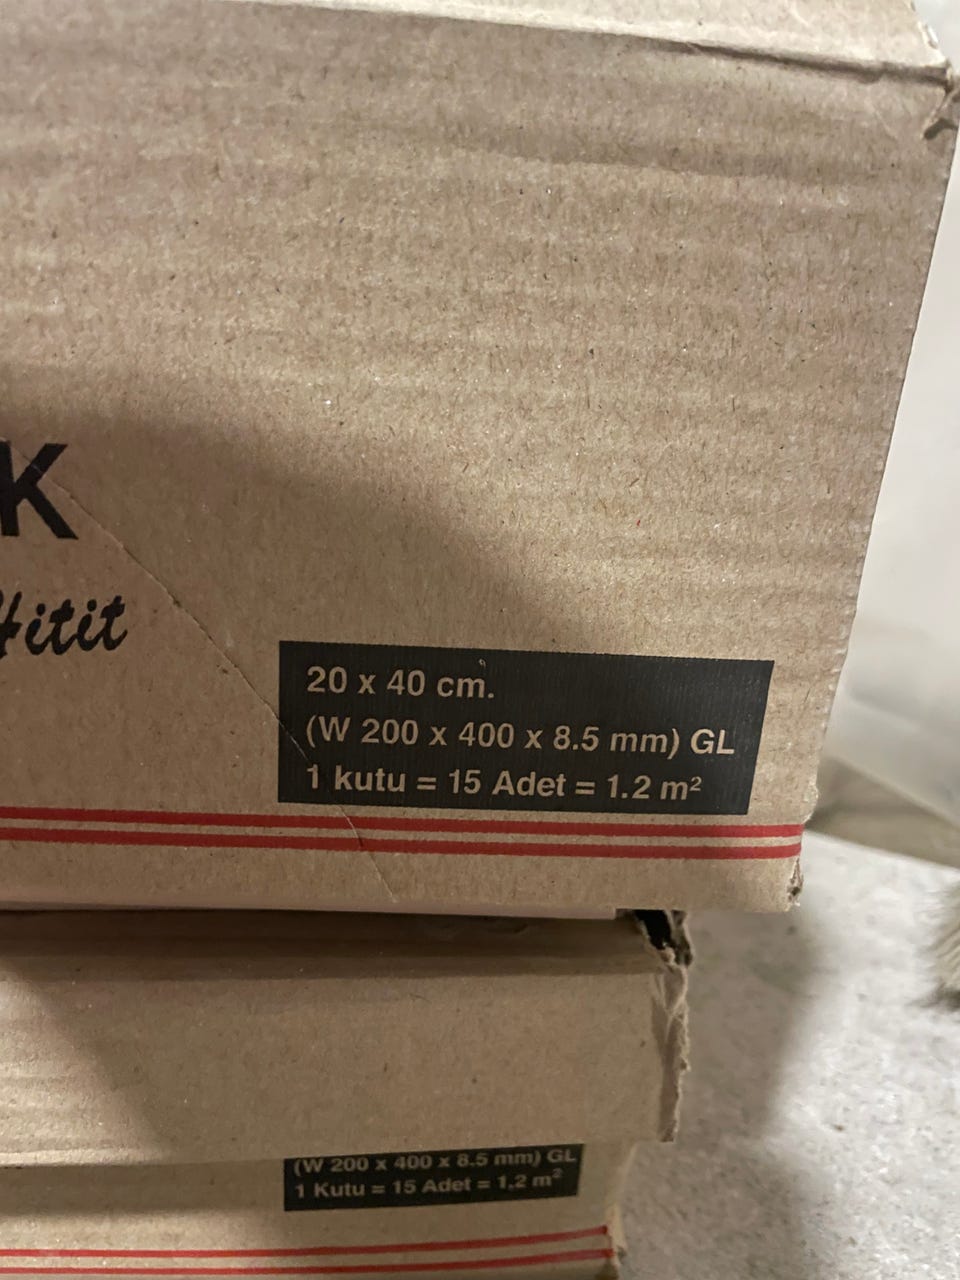 K
Hitit
20 x 40 cm.
(W 200 x 400 x 8.5 mm) GL
1 kutu = 15 Adet = 1.2 m²
(W 200 x 400 x 8.5 mm) GL
1 Kutu = 15 Adet = 1,2 m²